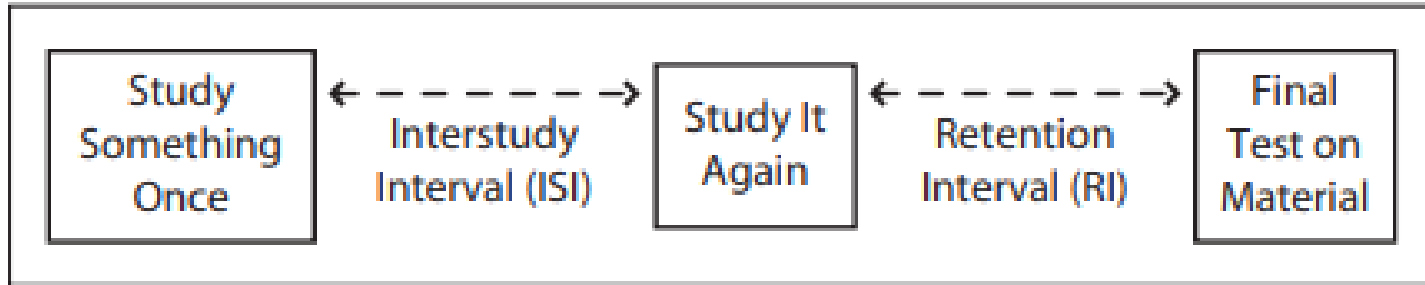 Study
Something
Once
Interstudy
Interval (ISI)
Study It
Again
Retention
Interval (RI)
Final
Test on
Material